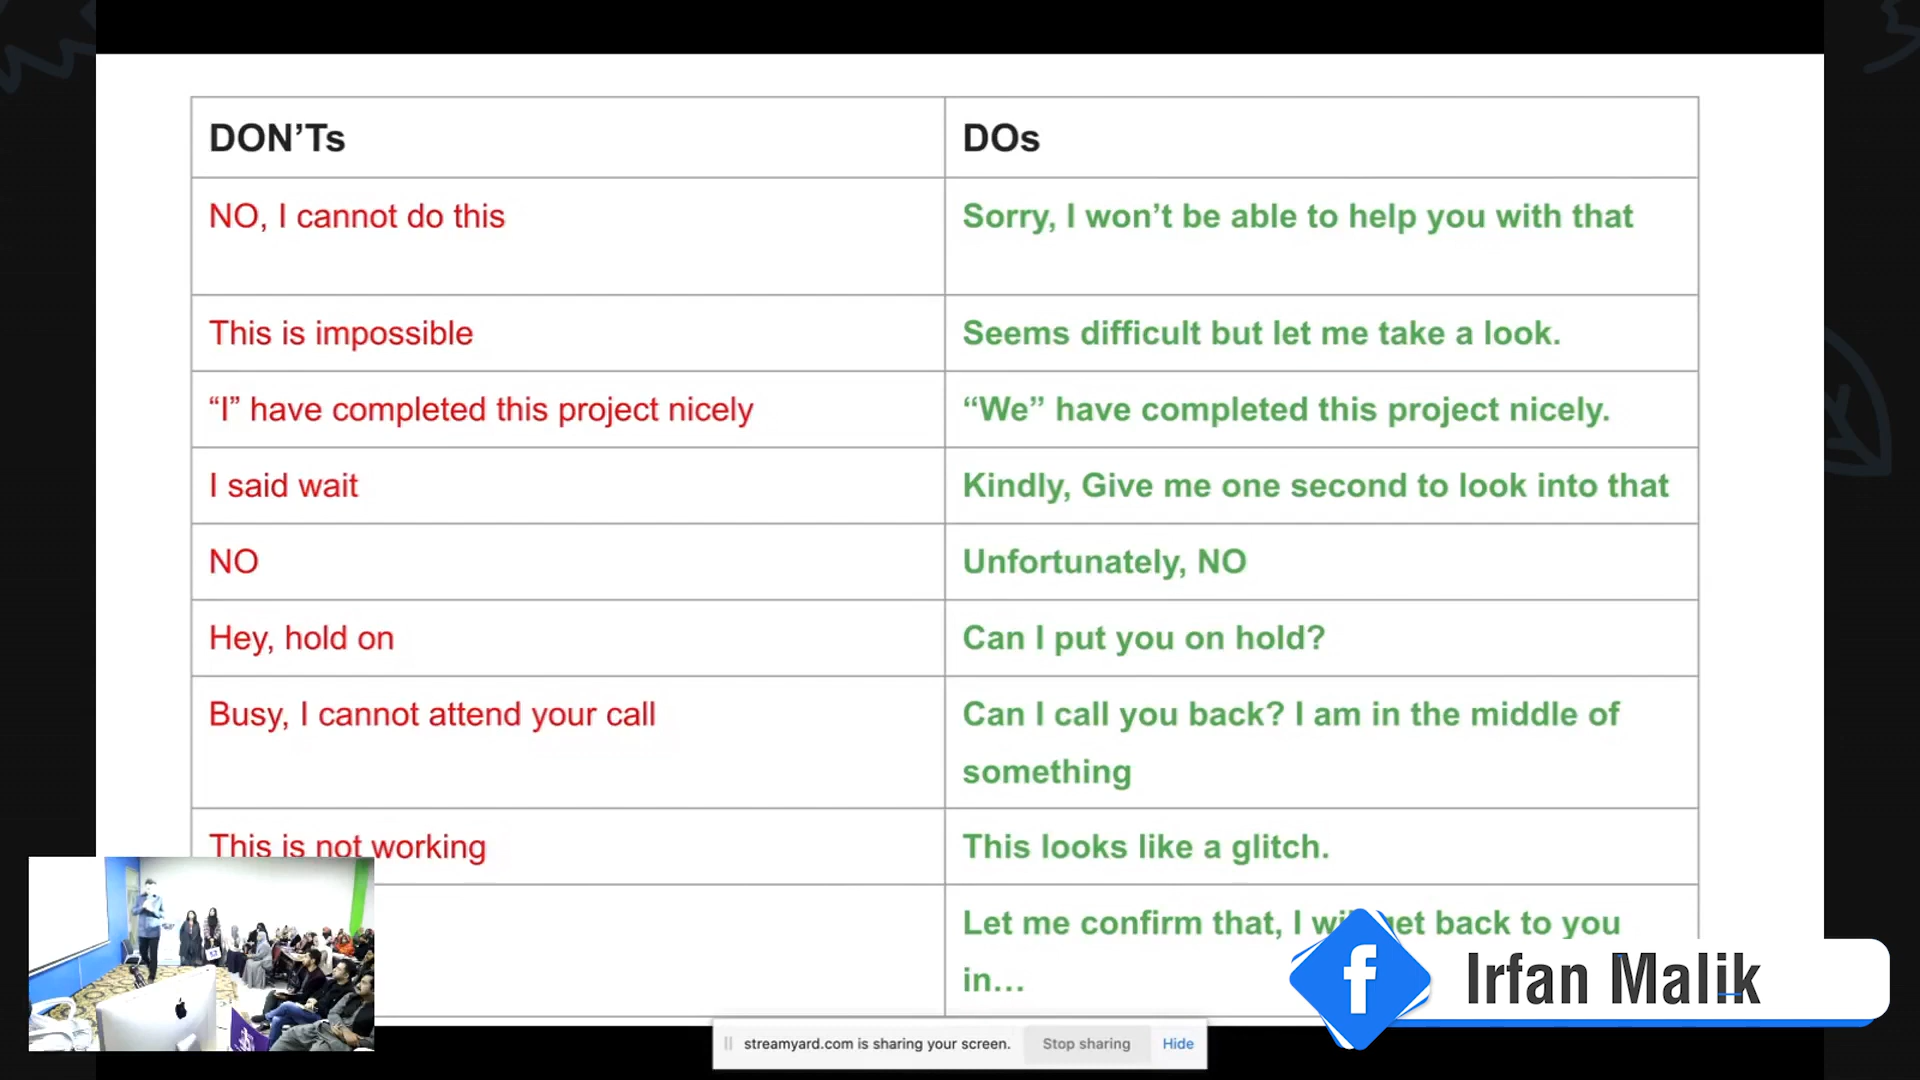 DON'Ts
DOs
NO, I cannot do this
Sorry, I won't be able to help you with that
This is impossible
Seems difficult but let me take a look.
“I” have completed this project nicely
“We” have completed this project nicely.
I said wait
Kindly, Give me one second to look into that
NO
Unfortunately, NO
Hey, hold on
Can I put you on hold?
Busy, I cannot attend your call
Can I call you back? I am in the middle of
something
This is not working
This looks like a glitch.
Let me confirm that, I get back to you
in…
f Irfan Malik
streamyard.com is sharing your screen. Stop sharing Hide